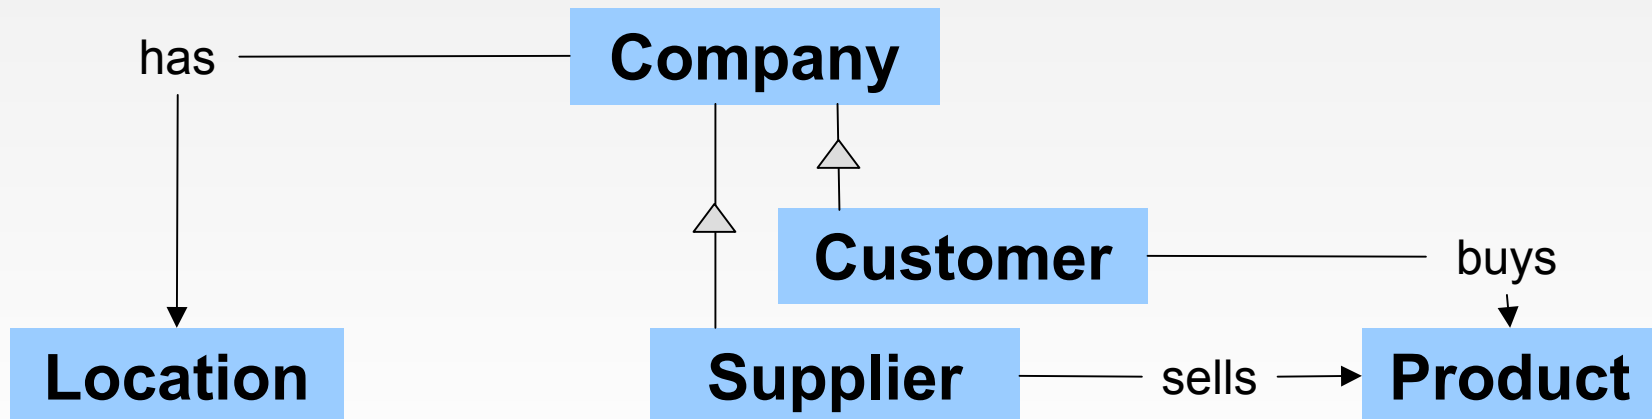 has
Company
Customer
buys
Location
Supplier
sells
Product